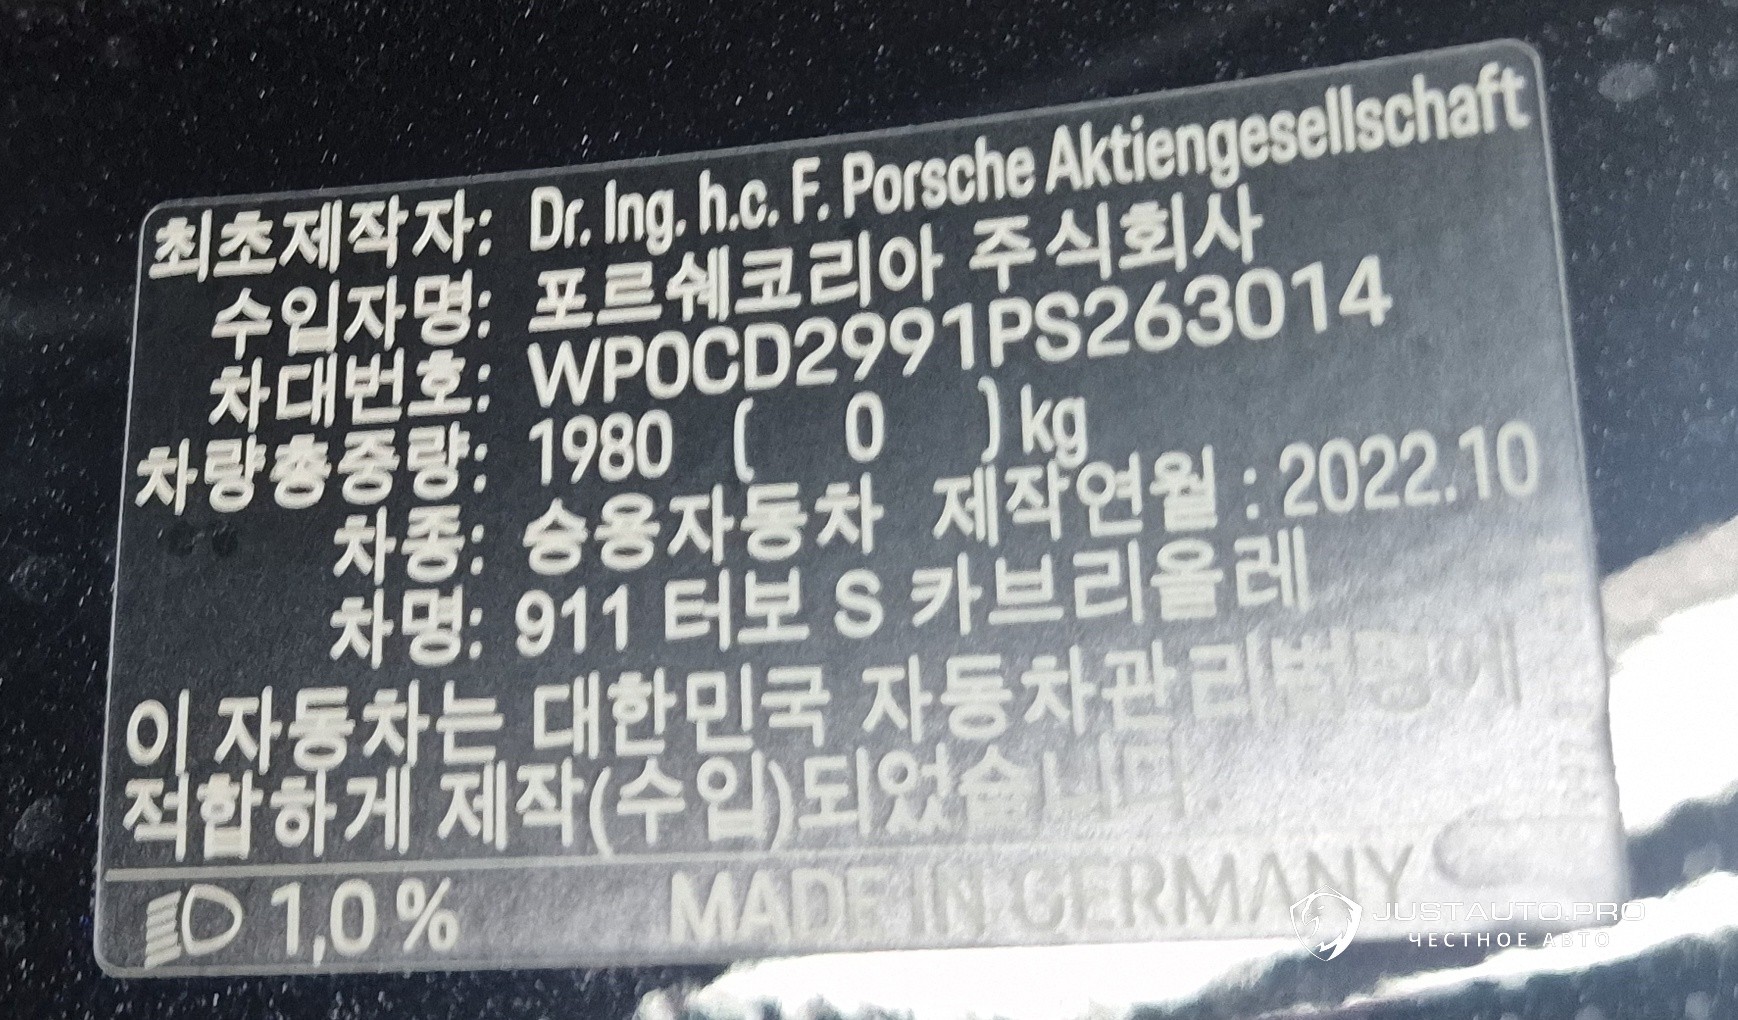 최초제작자: Dr. Ing. h.c. F. Porsche Aktiengesellschaft
수입자명: 포르쉐코리아 주식회사
차대번호: WP0CD2991PS263014
차량총중량: 1980 ( 0 ) kg
차종: 승용자동차 제작연월 : 2022.10
차명: 911 터보 S 카브리올레
이 자동차는 대한민국 자동차관리법령에
적합하게 제작(수입)되었습니다
1,0 % MADE IN GERMANY
JUSTAUTO.PRO
ЧЕСТНОЕ АВТО